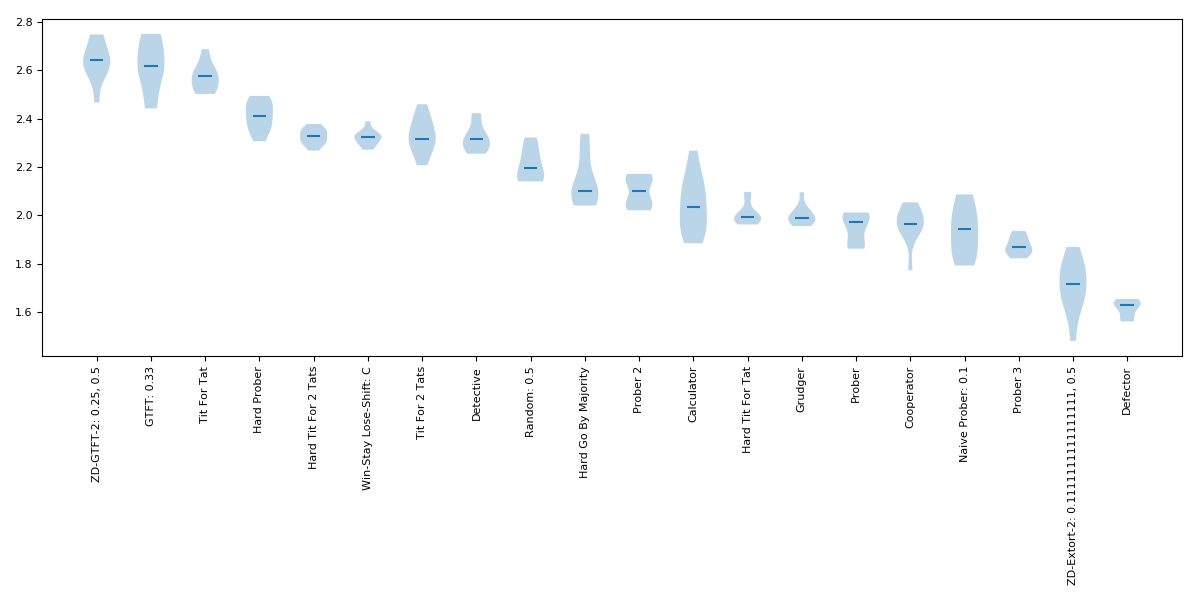 2.8
2.6
2.4
2.2
2.0
1.8
1.6
ZD-GTFT-2: 0.25, 0.5
GTFT: 0.33
Tit For Tat
Hard Prober
Hard Tit For 2 Tats
Win-Stay Lose-Shift: C
Tit For 2 Tats
Detective
Random: 0.5
Hard Go By Majority
Prober 2
Calculator
Hard Tit For Tat
Grudger
Prober
Cooperator
Naive Prober: 0.1
Prober 3
ZD-Extort-2: 0.1111111111111111, 0.5
Defector